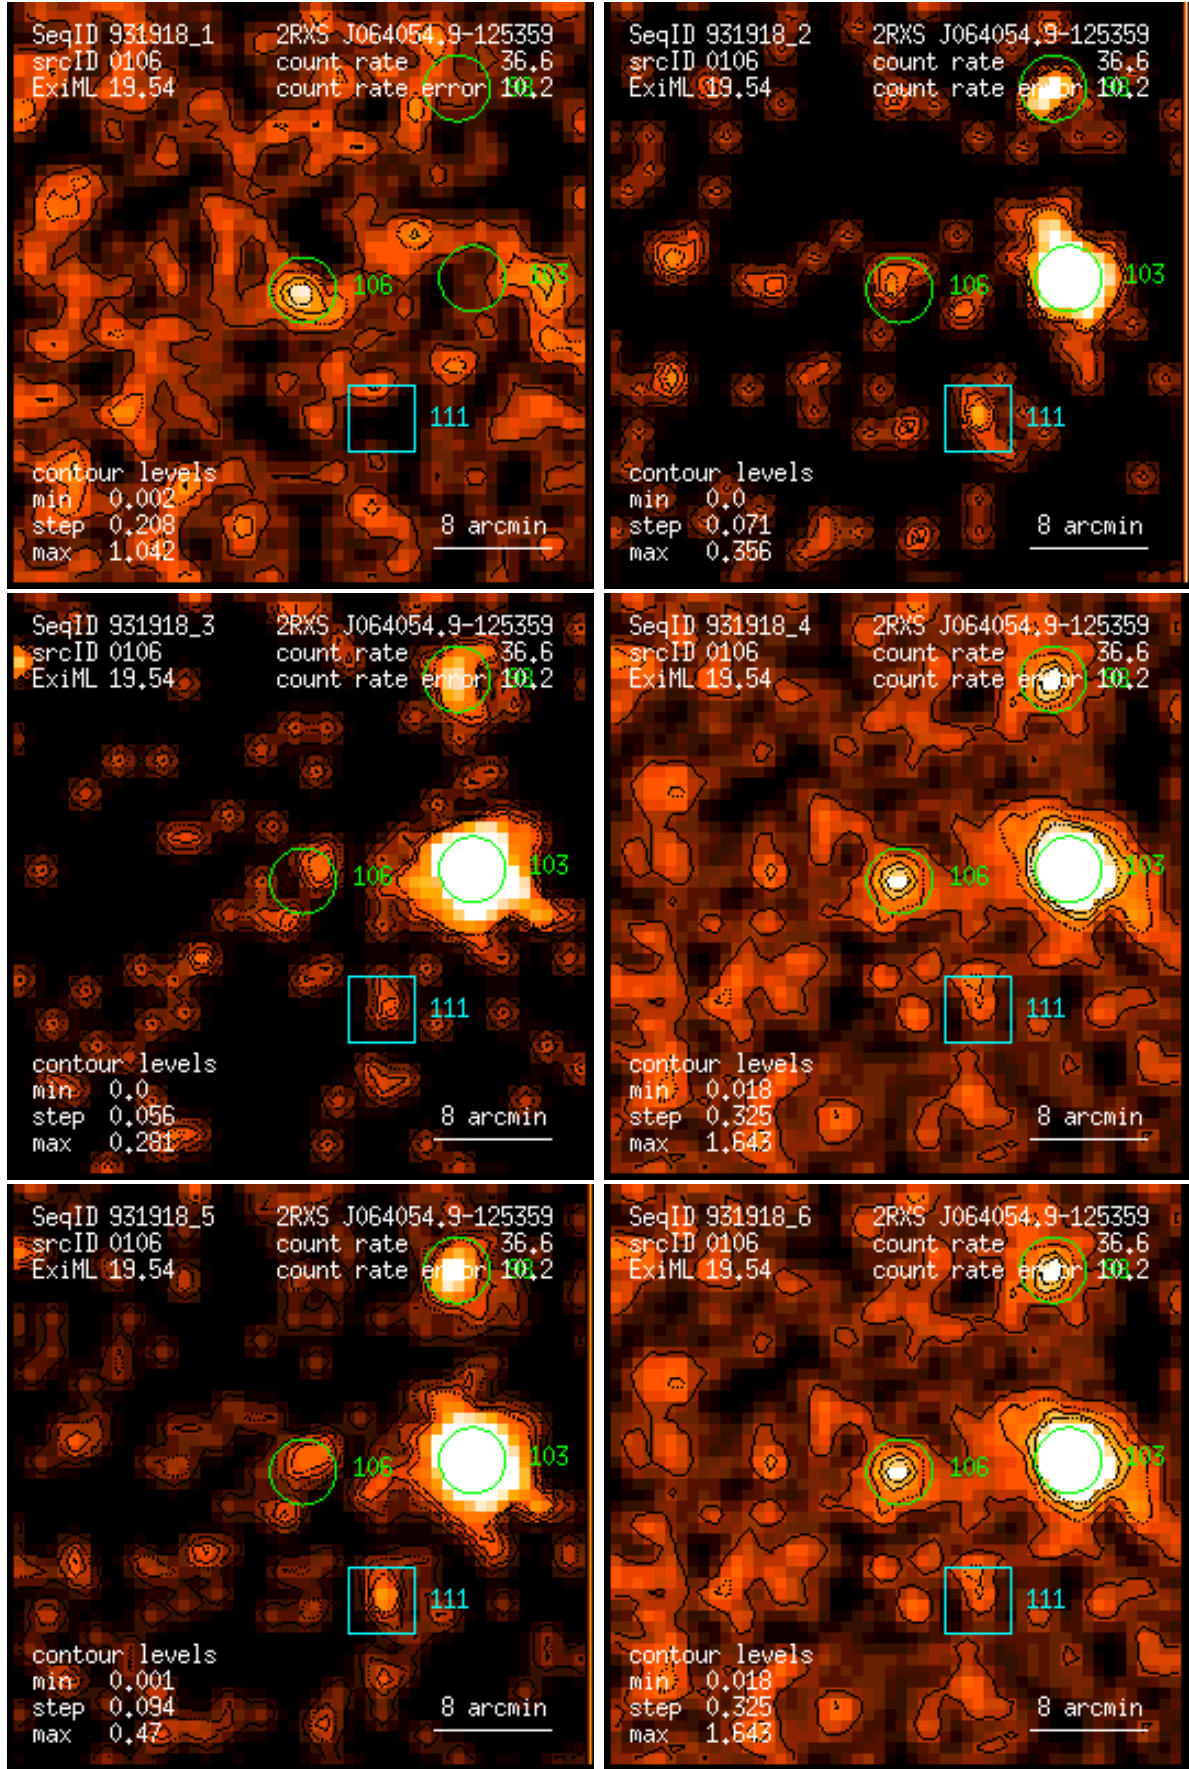 SeqID 931918_1 2RXS J064054.9-125359
srcID 0106 count rate 36.6
ExiML 19.54 count rate error 10.2
106
103
111
contour levels
min 0.002
step 0.208 8 arcmin
max 1.042
SeqID 931918_2 2RXS J064054.9-125359
srcID 0106 count rate 36.6
ExiML 19.54 count rate error 10.2
103
106
111
contour levels
min 0.0
step 0.071 8 arcmin
max 0.356
SeqID 931918_3 2RXS J064054.9-125359
srcID 0106 count rate 36.6
ExiML 19.54 count rate error 10.2
103
106
111
contour levels
min 0.0
step 0.056 8 arcmin
max 0.281
SeqID 931918_4 2RXS J064054.9-125359
srcID 0106 count rate 36.6
ExiML 19.54 count rate error 10.2
103
106
111
contour levels
min 0.018
step 0.325 8 arcmin
max 1.643
SeqID 931918_5 2RXS J064054.9-125359
srcID 0106 count rate 36.6
ExiML 19.54 count rate error 10.2
103
106
111
contour levels
min 0.001
step 0.094 8 arcmin
max 0.47
SeqID 931918_6 2RXS J064054.9-125359
srcID 0106 count rate 36.6
ExiML 19.54 count rate error 10.2
103
106
111
contour levels
min 0.018
step 0.325 8 arcmin
max 1.643